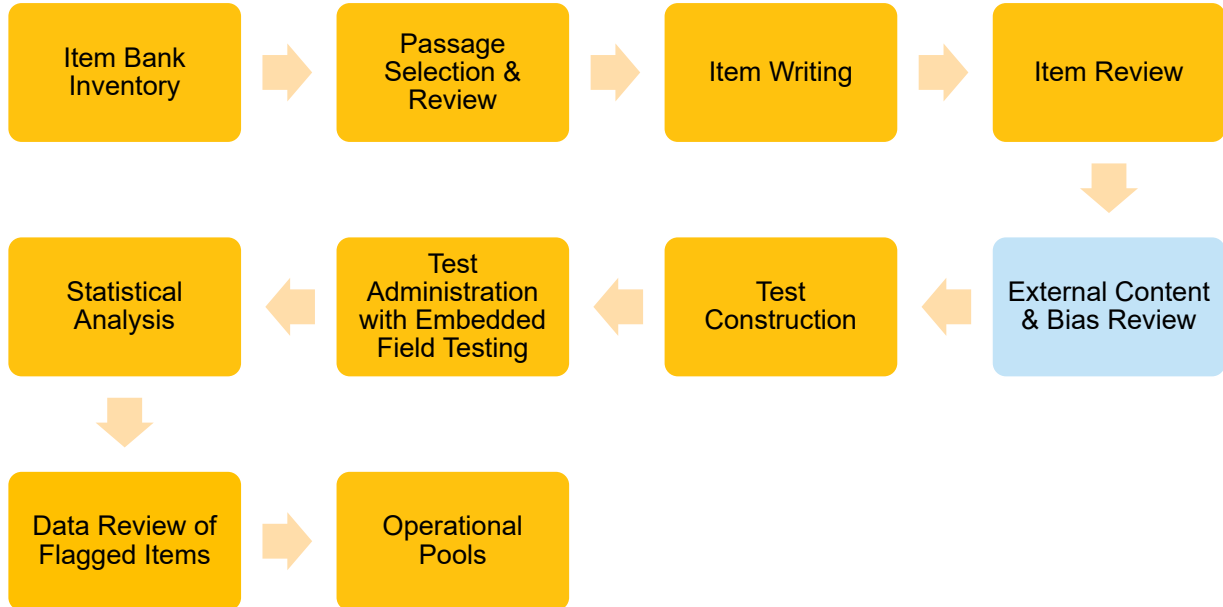 Item Bank
Inventory
Passage
Selection &
Review
Item Writing
Item Review
External Content
& Bias Review
Test
Construction
Test
Administration
with Embedded
Field Testing
Statistical
Analysis
Data Review of
Flagged Items
Operational
Pools